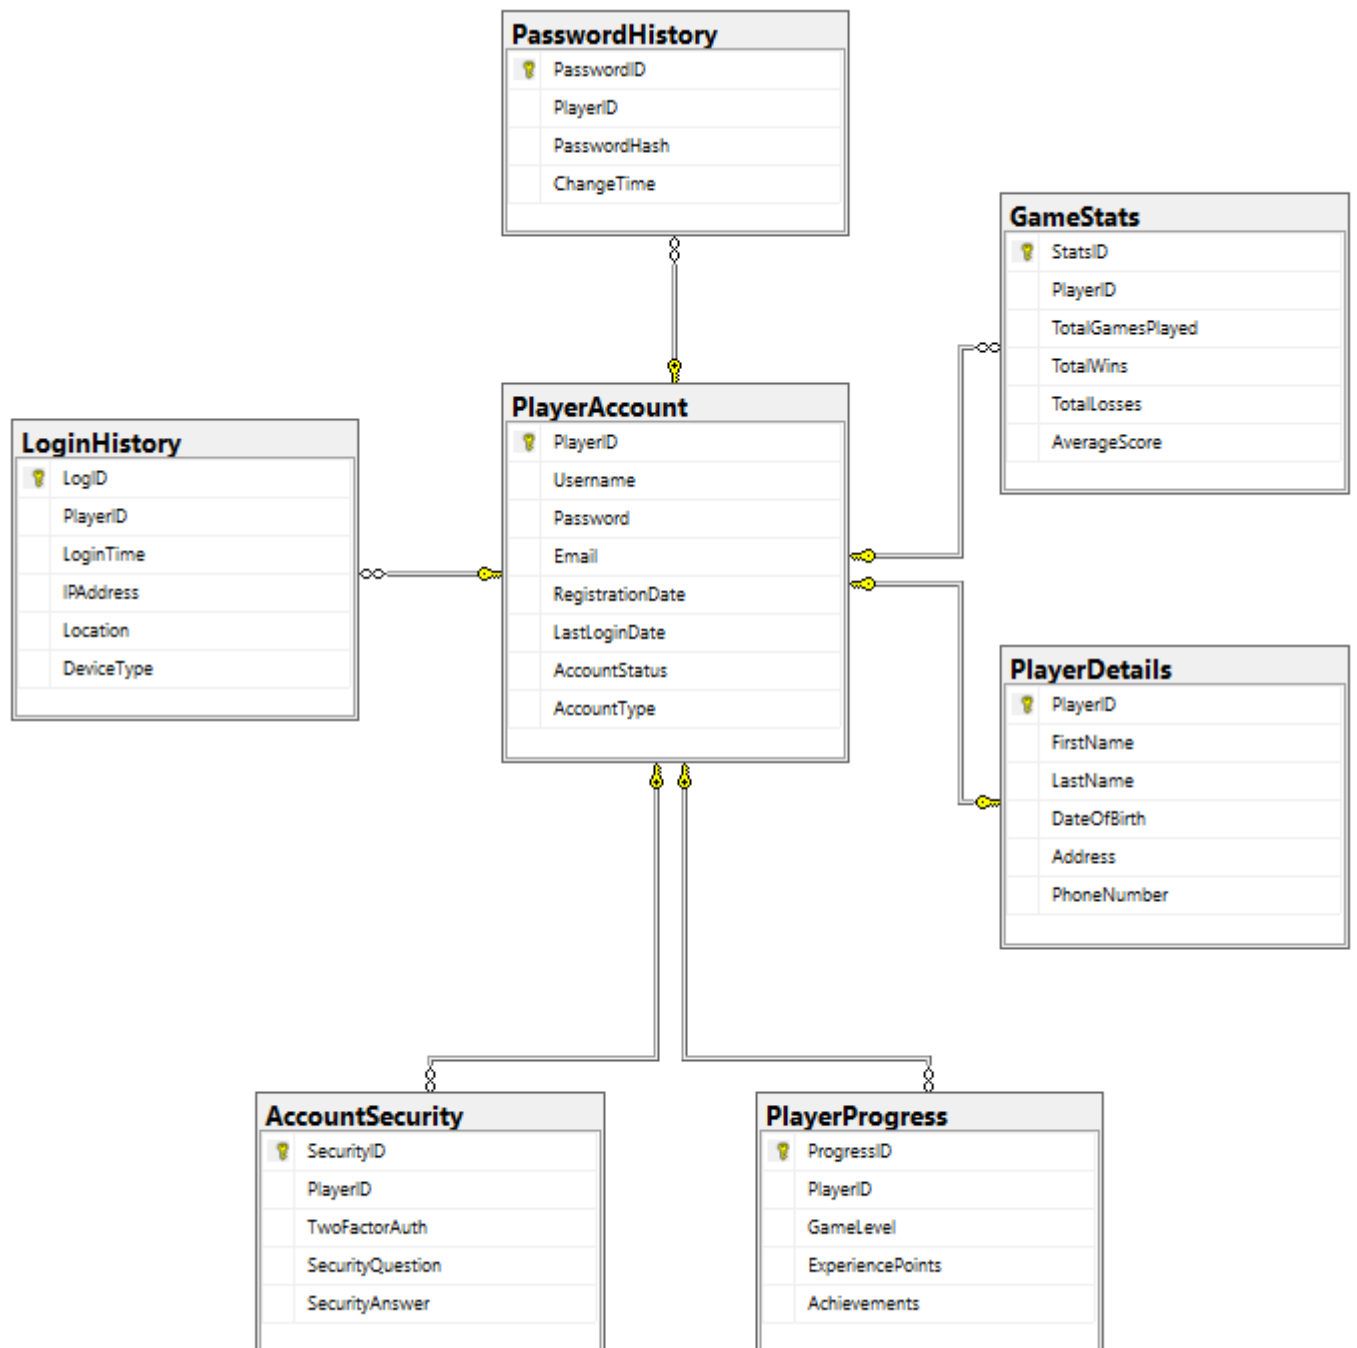 PasswordHistory
PasswordID
PlayerID
PasswordHash
ChangeTime
GameStats
StatsID
PlayerID
TotalGamesPlayed
TotalWins
TotalLosses
AverageScore
PlayerAccount
PlayerID
Username
Password
Email
RegistrationDate
LastLoginDate
AccountStatus
AccountType
LoginHistory
LogID
PlayerID
LoginTime
IPAddress
Location
DeviceType
PlayerDetails
PlayerID
FirstName
LastName
DateOfBirth
Address
PhoneNumber
AccountSecurity
SecurityID
PlayerID
TwoFactorAuth
SecurityQuestion
SecurityAnswer
PlayerProgress
ProgressID
PlayerID
GameLevel
ExperiencePoints
Achievements